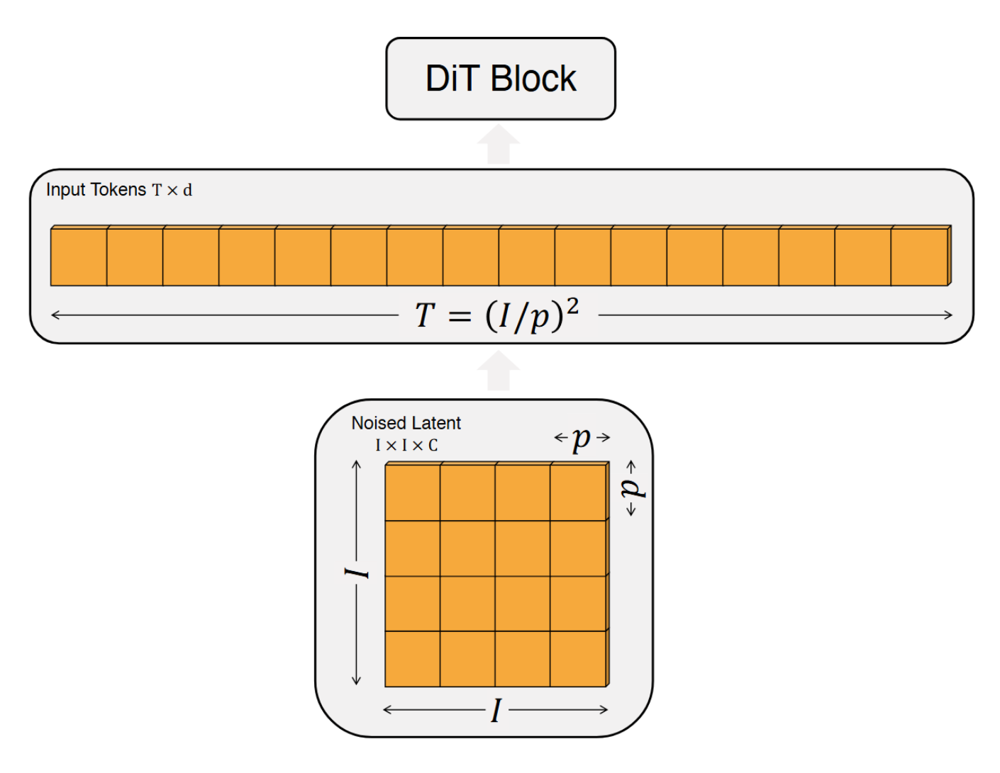 DiT Block
Input Tokens T × d
T = (I/p)²
Noised Latent
I × I × C
p
p
I
I